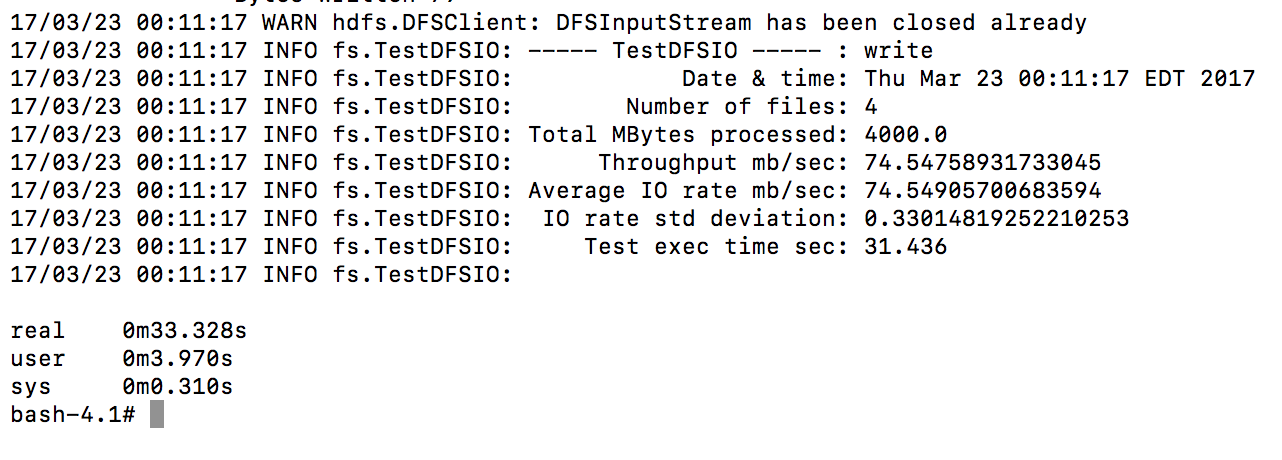 17/03/23 00:11:17 WARN hdfs.DFSClient: DFSInputStream has been closed already
17/03/23 00:11:17 INFO fs.TestDFSIO: ----- TestDFSIO ----- : write
17/03/23 00:11:17 INFO fs.TestDFSIO:            Date & time: Thu Mar 23 00:11:17 EDT 2017
17/03/23 00:11:17 INFO fs.TestDFSIO:        Number of files: 4
17/03/23 00:11:17 INFO fs.TestDFSIO: Total MBytes processed: 4000.0
17/03/23 00:11:17 INFO fs.TestDFSIO:      Throughput mb/sec: 74.54758931733045
17/03/23 00:11:17 INFO fs.TestDFSIO: Average IO rate mb/sec: 74.54905700683594
17/03/23 00:11:17 INFO fs.TestDFSIO:  IO rate std deviation: 0.33014819252210253
17/03/23 00:11:17 INFO fs.TestDFSIO:     Test exec time sec: 31.436
17/03/23 00:11:17 INFO fs.TestDFSIO:
real    0m33.328s
user    0m3.970s
sys     0m0.310s
bash-4.1#